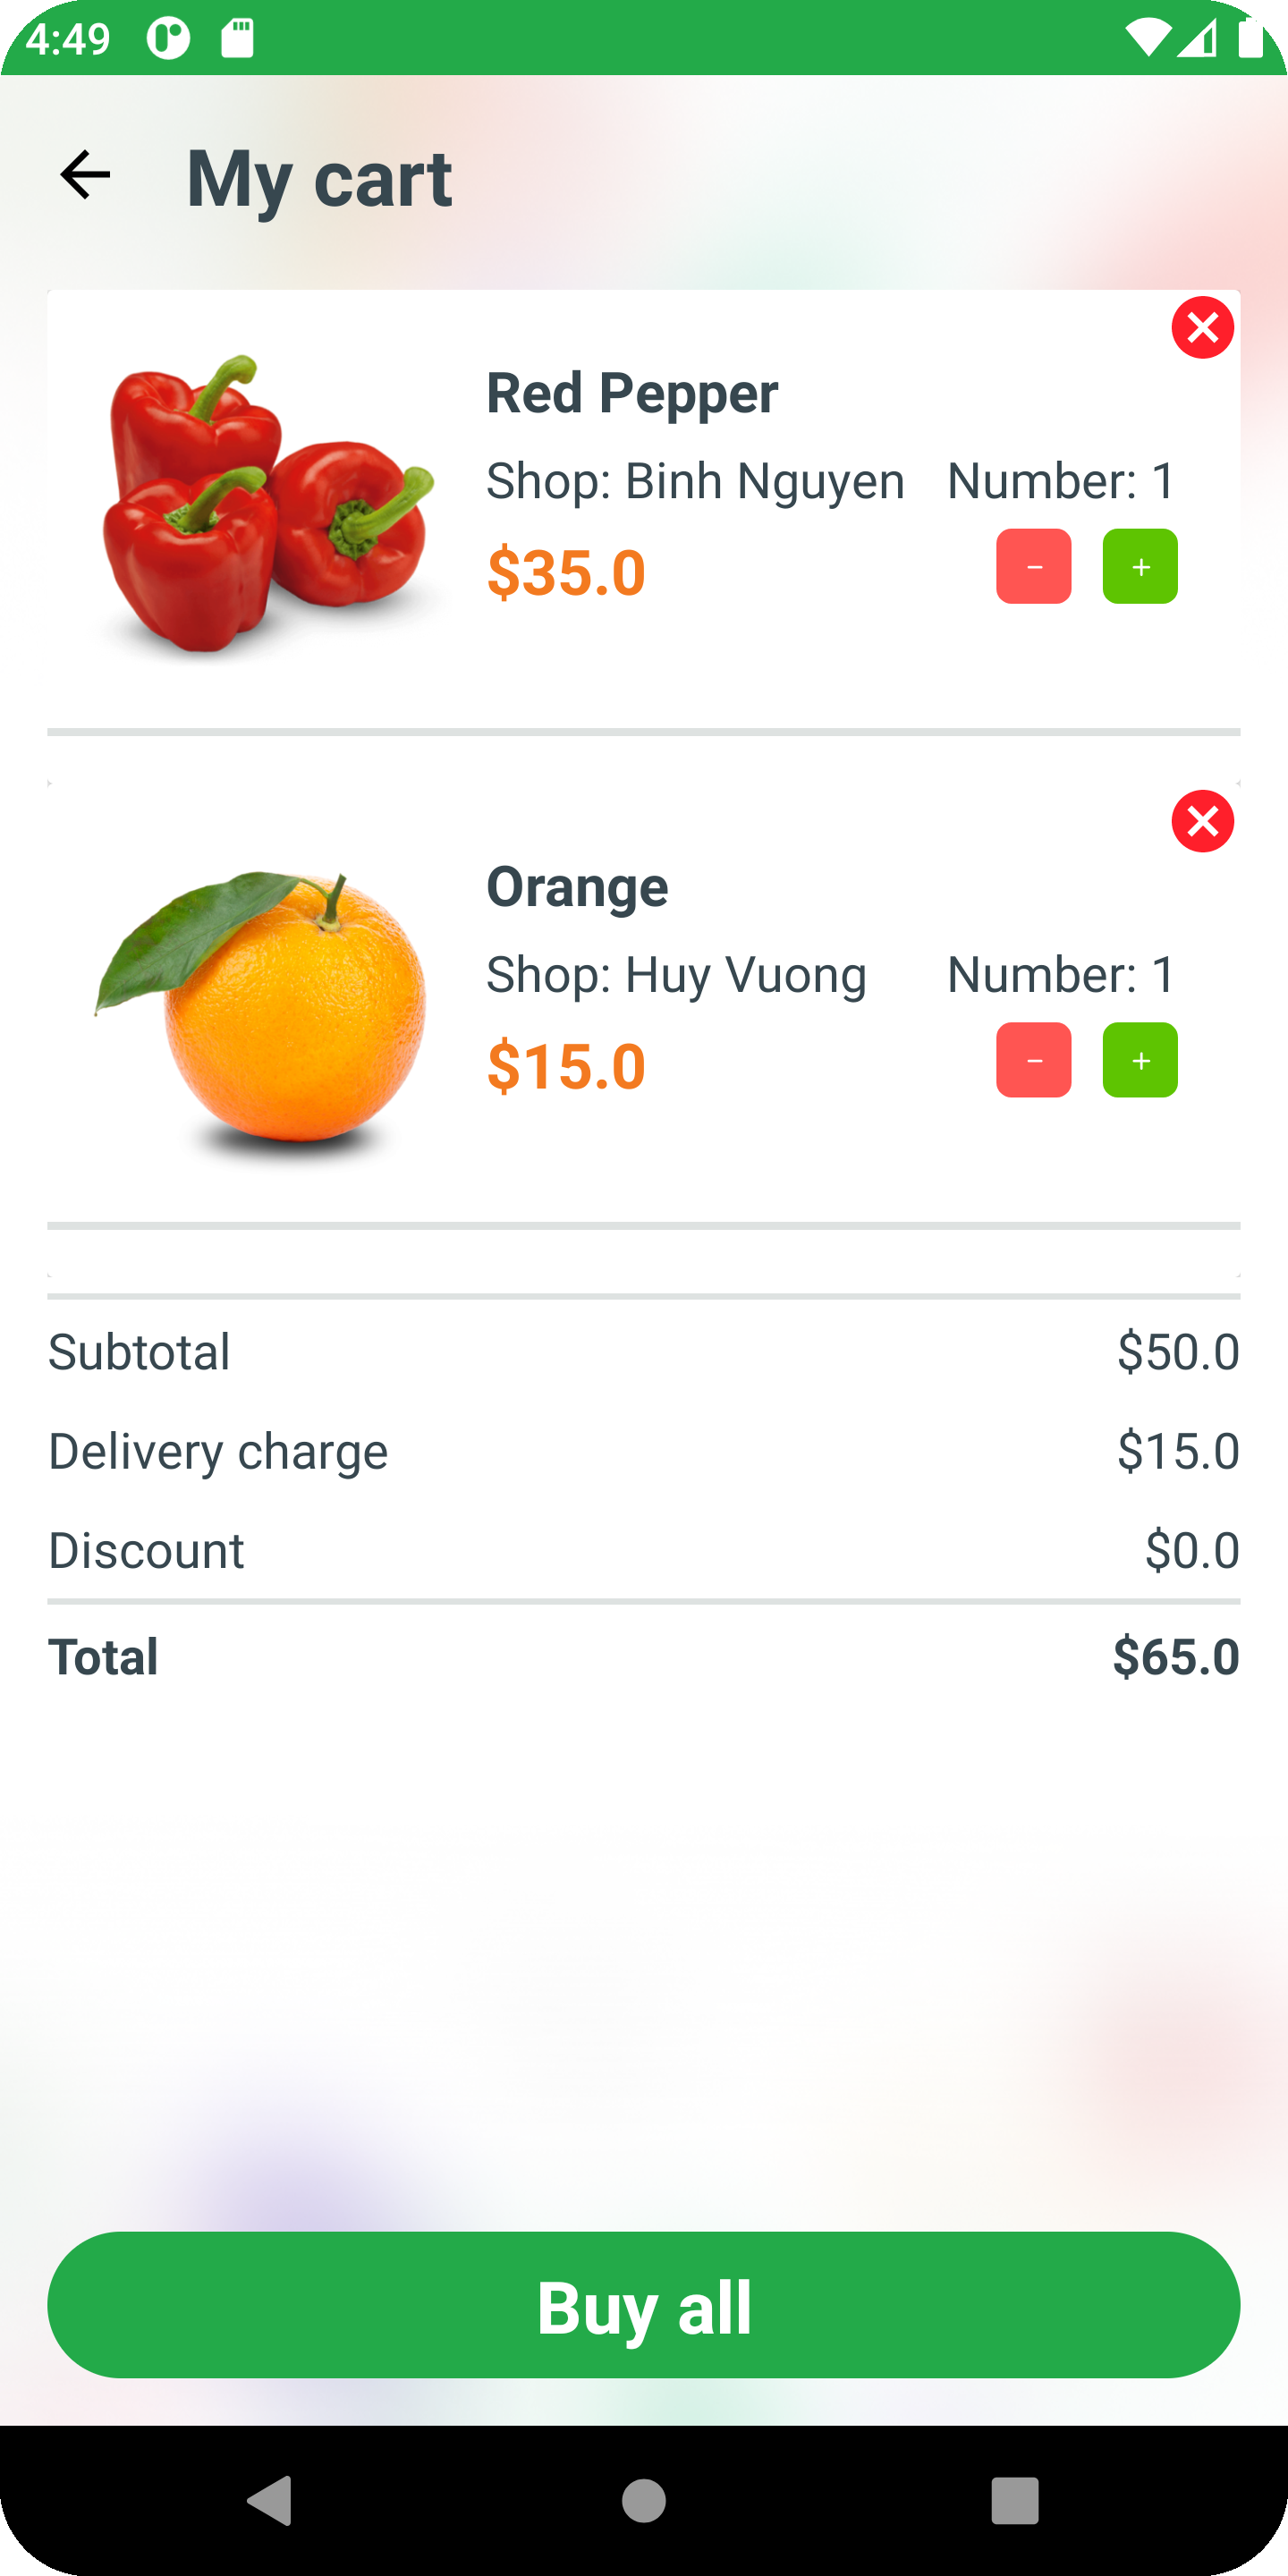 4:49
My cart
Red Pepper
Shop: Binh Nguyen Number: 1
$35.0 − +
Orange
Shop: Huy Vuong Number: 1
$15.0 − +
Subtotal $50.0
Delivery charge $15.0
Discount $0.0
Total $65.0
Buy all